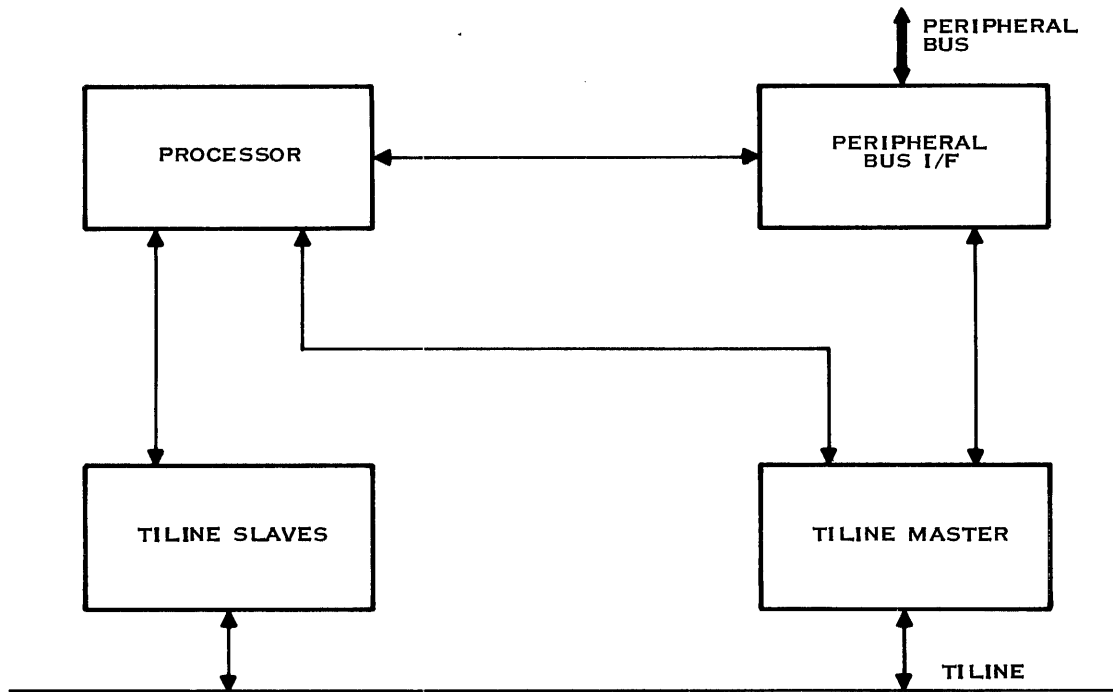 PERIPHERAL
BUS
PROCESSOR
PERIPHERAL
BUS I/F
TILINE SLAVES
TILINE MASTER
TILINE